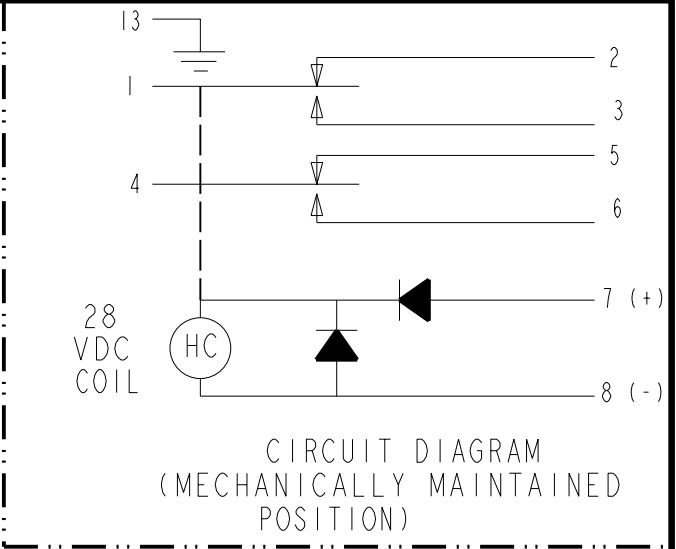 13
1
2
3
4
5
6
7 (+)
28
VDC
COIL
HC
8 (-)
CIRCUIT DIAGRAM
(MECHANICALLY MAINTAINED
POSITION)